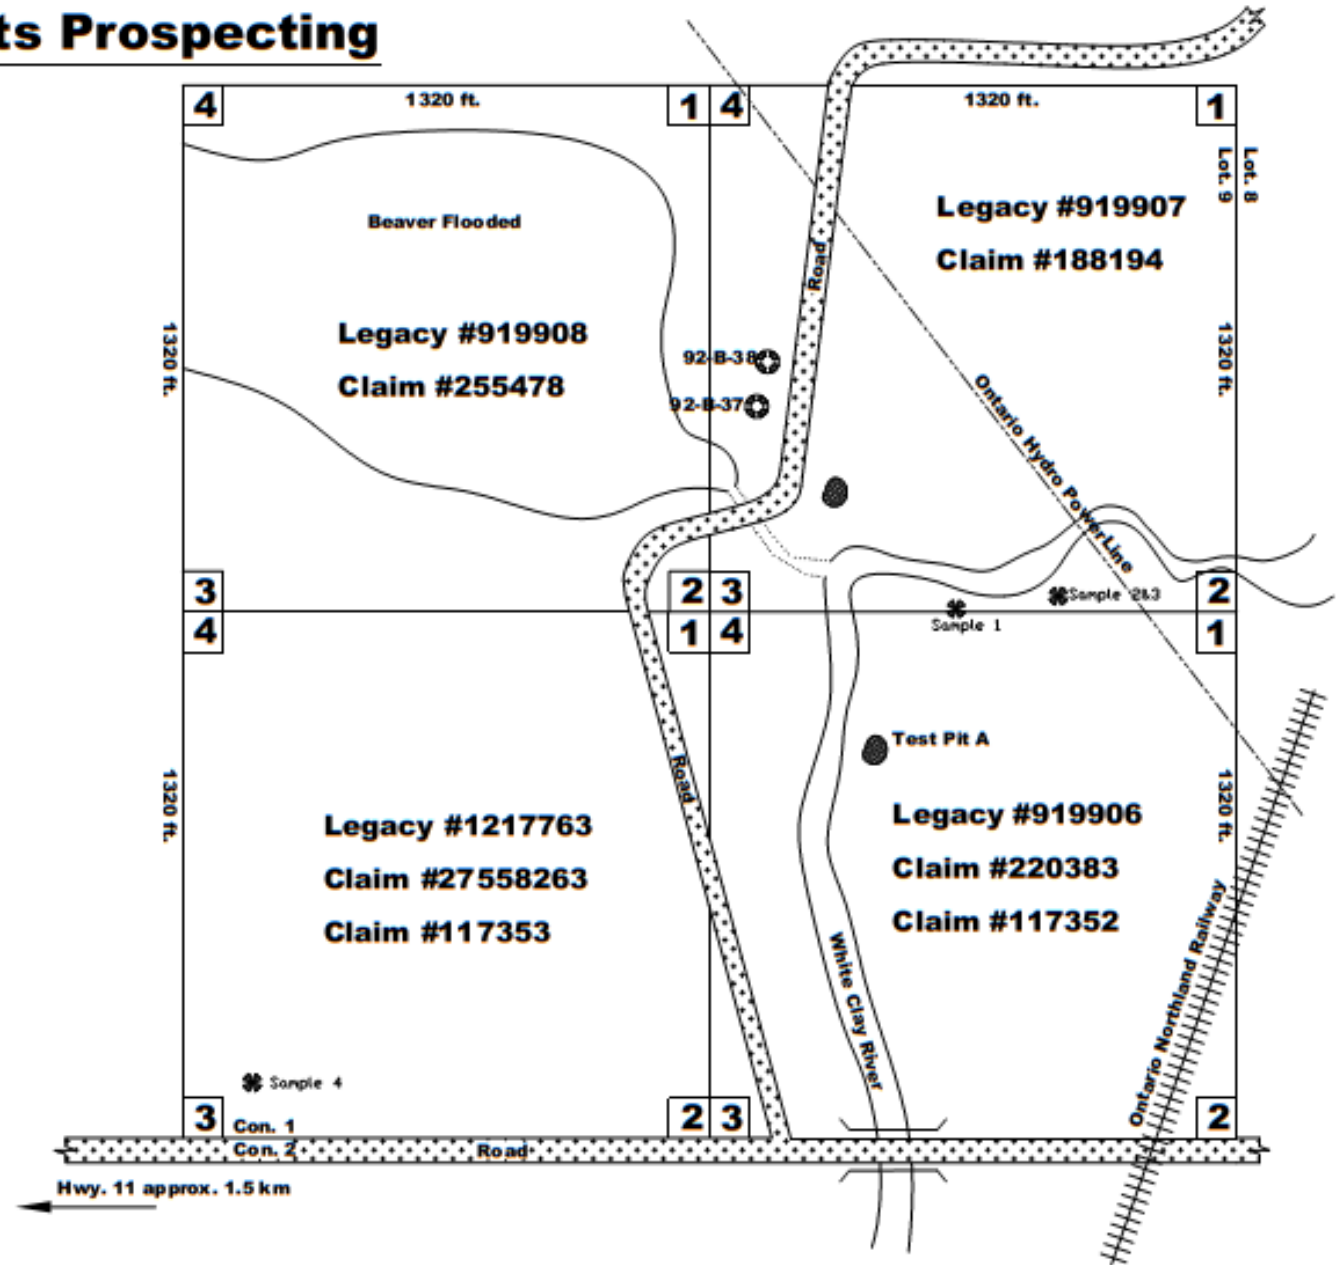 ts Prospecting
4
1320 ft.
1
4
1320 ft.
1
Lot. 9
Lot. 8
Beaver Flooded
Legacy #919907
Claim #188194
Road
1320 ft.
Legacy #919908
Claim #255478
92-B-38
92-B-37
1320 ft.
Ontario Hydro PowerLine
3
2
3
2
Sample 2&3
4
1
4
1
Sample 1
Test Pit A
Road
1320 ft.
1320 ft.
Legacy #1217763
Claim #27558263
Claim #117353
Legacy #919906
Claim #220383
Claim #117352
White Clay River
Ontario Northland Railway
Sample 4
3
Con. 1
2
3
2
Con. 2
Road
Hwy. 11 approx. 1.5 km